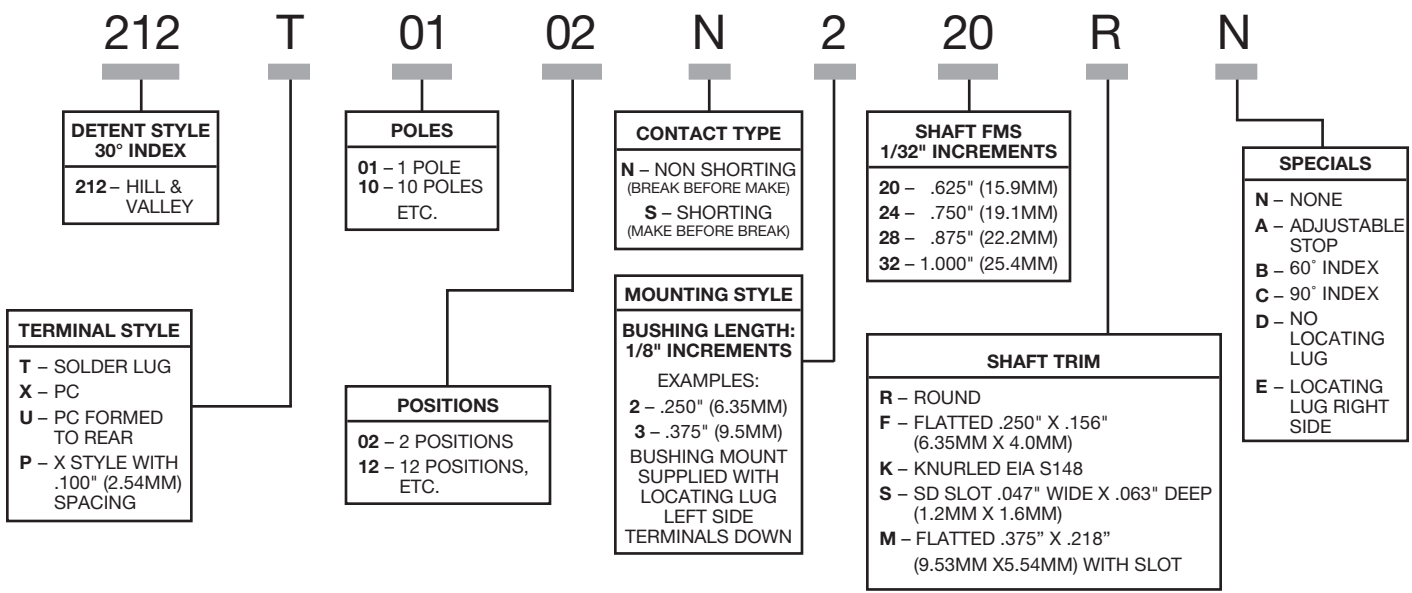 212 T 01 02 N 2 20 R N
DETENT STYLE
30° INDEX
212 – HILL &
VALLEY
TERMINAL STYLE
T – SOLDER LUG
X – PC
U – PC FORMED
TO REAR
P – X STYLE WITH
.100" (2.54MM)
SPACING
POLES
01 – 1 POLE
10 – 10 POLES
ETC.
POSITIONS
02 – 2 POSITIONS
12 – 12 POSITIONS,
ETC.
CONTACT TYPE
N – NON SHORTING
(BREAK BEFORE MAKE)
S – SHORTING
(MAKE BEFORE BREAK)
MOUNTING STYLE
BUSHING LENGTH:
1/8" INCREMENTS
EXAMPLES:
2 – .250" (6.35MM)
3 – .375" (9.5MM)
BUSHING MOUNT
SUPPLIED WITH
LOCATING LUG
LEFT SIDE
TERMINALS DOWN
SHAFT FMS
1/32" INCREMENTS
20 – .625" (15.9MM)
24 – .750" (19.1MM)
28 – .875" (22.2MM)
32 – 1.000" (25.4MM)
SHAFT TRIM
R – ROUND
F – FLATTED .250" X .156"
(6.35MM X 4.0MM)
K – KNURLED EIA S148
S – SD SLOT .047" WIDE X .063" DEEP
(1.2MM X 1.6MM)
M – FLATTED .375” X .218”
(9.53MM X5.54MM) WITH SLOT
SPECIALS
N – NONE
A – ADJUSTABLE
STOP
B – 60° INDEX
C – 90° INDEX
D – NO
LOCATING
LUG
E – LOCATING
LUG RIGHT
SIDE